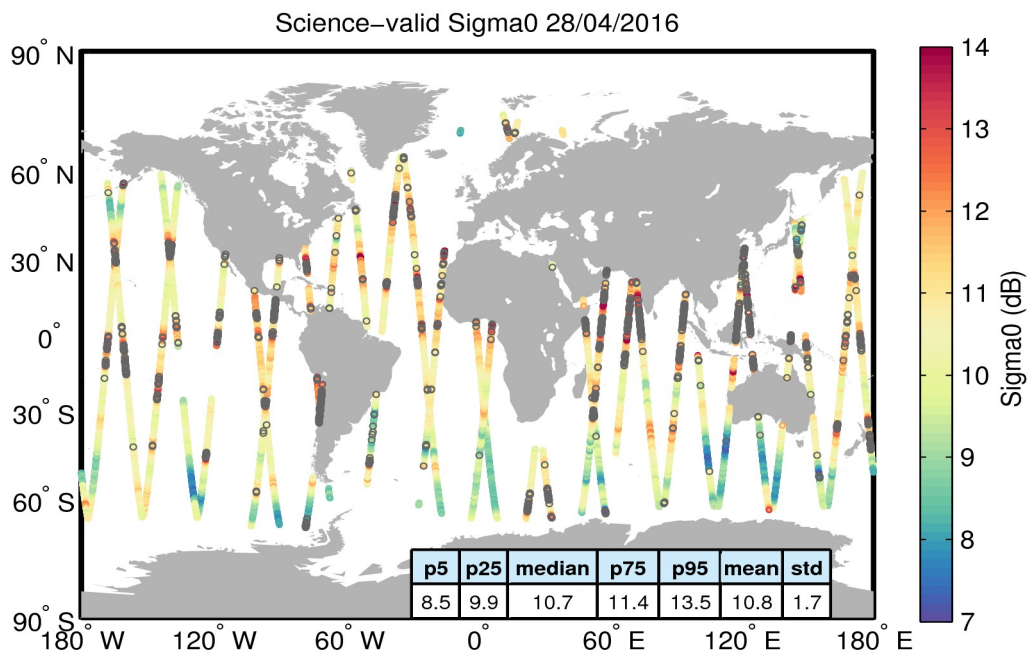 Science−valid Sigma0 28/04/2016
90° N
60° N
30° N
0°
30° S
60° S
90° S
180° W
120° W
60° W
0°
60° E
120° E
180° E
p5 p25 median p75 p95 mean std
8.5 9.9 10.7 11.4 13.5 10.8 1.7
14
13
12
11
10
9
8
7
Sigma0 (dB)